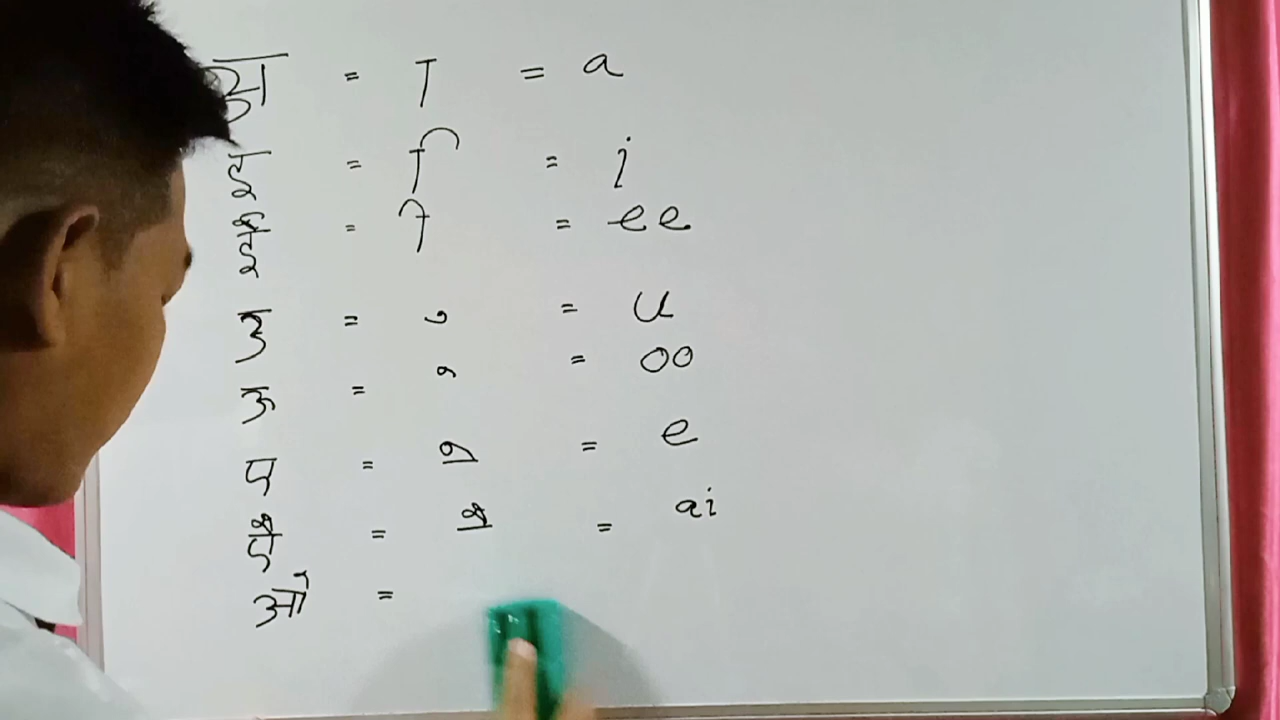 आ = ा = a
इ = ि = i
ई = ी = ee
उ = ु = u
ऊ = ू = oo
ए = े = e
ऐ = ै = ai
ओ =